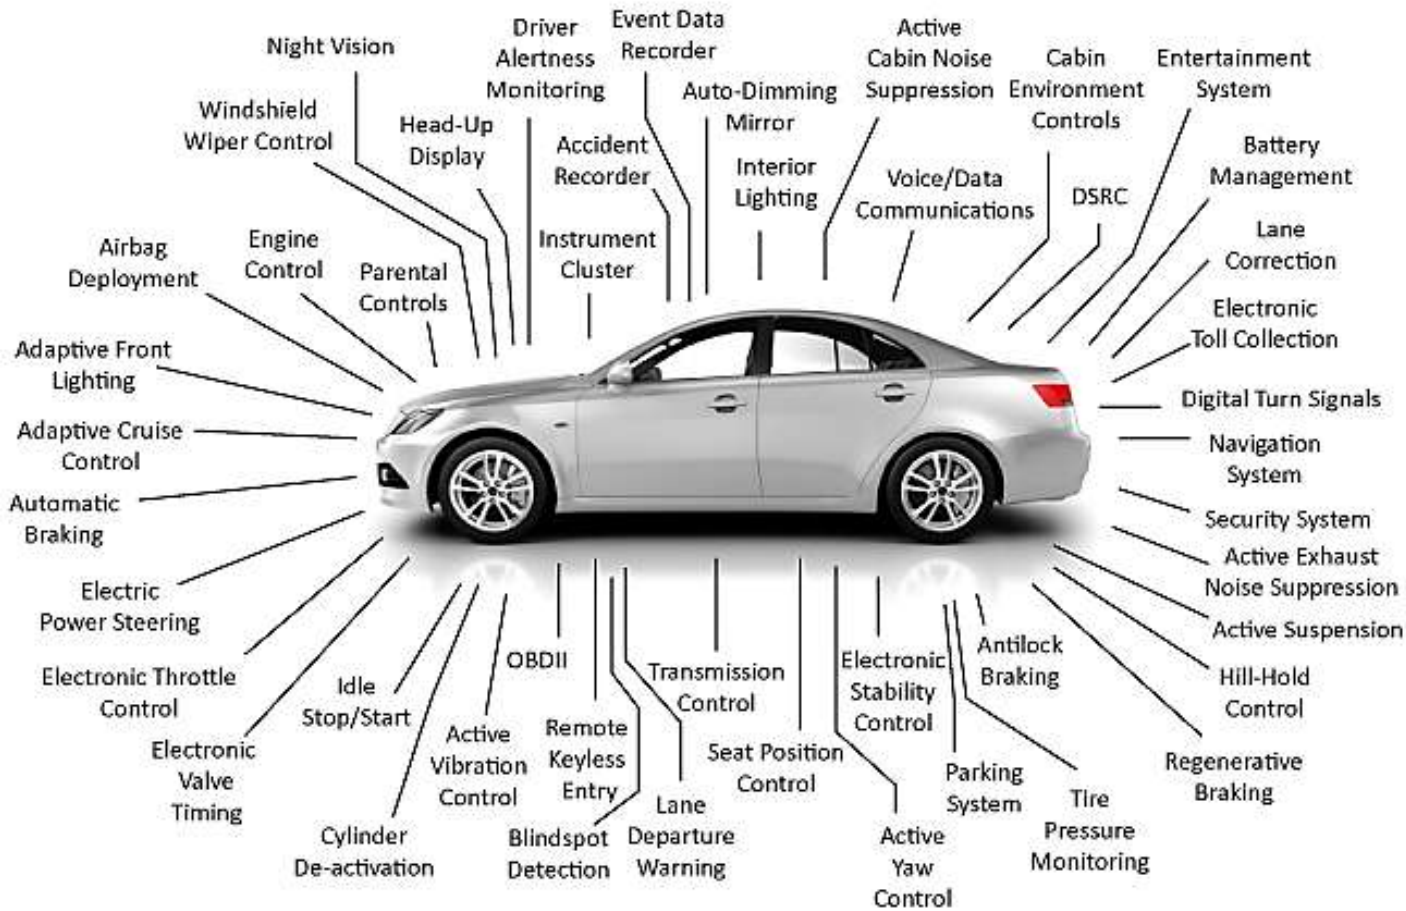 Night Vision
Driver
Alertness
Monitoring
Event Data
Recorder
Active
Cabin Noise
Suppression
Cabin
Environment
Controls
Entertainment
System
Windshield
Wiper Control
Head-Up
Display
Accident
Recorder
Auto-Dimming
Mirror
Interior
Lighting
Voice/Data
Communications
DSRC
Battery
Management
Lane
Correction
Airbag
Deployment
Engine
Control
Parental
Controls
Instrument
Cluster
Electronic
Toll Collection
Adaptive Front
Lighting
Digital Turn Signals
Adaptive Cruise
Control
Navigation
System
Automatic
Braking
Security System
Electric
Power Steering
Active Exhaust
Noise Suppression
Active Suspension
Electronic Throttle
Control
Idle
Stop/Start
OBDII
Transmission
Control
Electronic
Stability
Control
Antilock
Braking
Hill-Hold
Control
Electronic
Valve
Timing
Active
Vibration
Control
Remote
Keyless
Entry
Seat Position
Control
Parking
System
Regenerative
Braking
Cylinder
De-activation
Blindspot
Detection
Lane
Departure
Warning
Active
Yaw
Control
Tire
Pressure
Monitoring